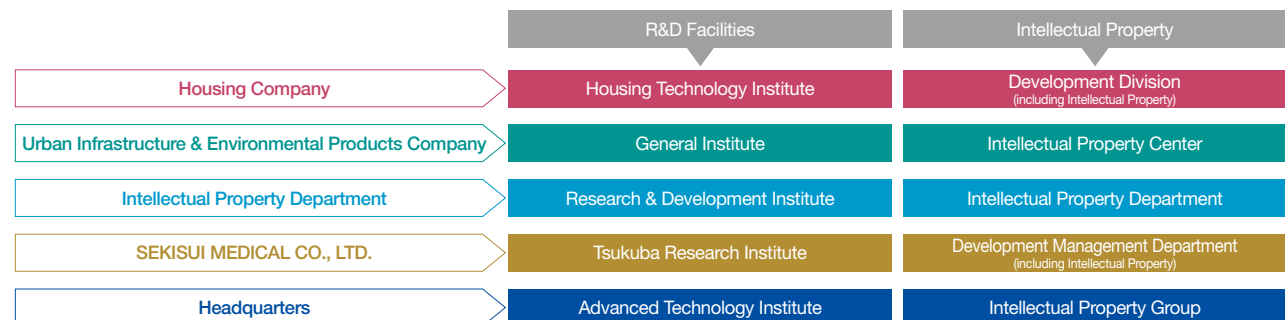 R&D Facilities
Intellectual Property
Housing Company
Housing Technology Institute
Development Division
(including Intellectual Property)
Urban Infrastructure & Environmental Products Company
General Institute
Intellectual Property Center
Intellectual Property Department
Research & Development Institute
Intellectual Property Department
SEKISUI MEDICAL CO., LTD.
Tsukuba Research Institute
Development Management Department
(including Intellectual Property)
Headquarters
Advanced Technology Institute
Intellectual Property Group